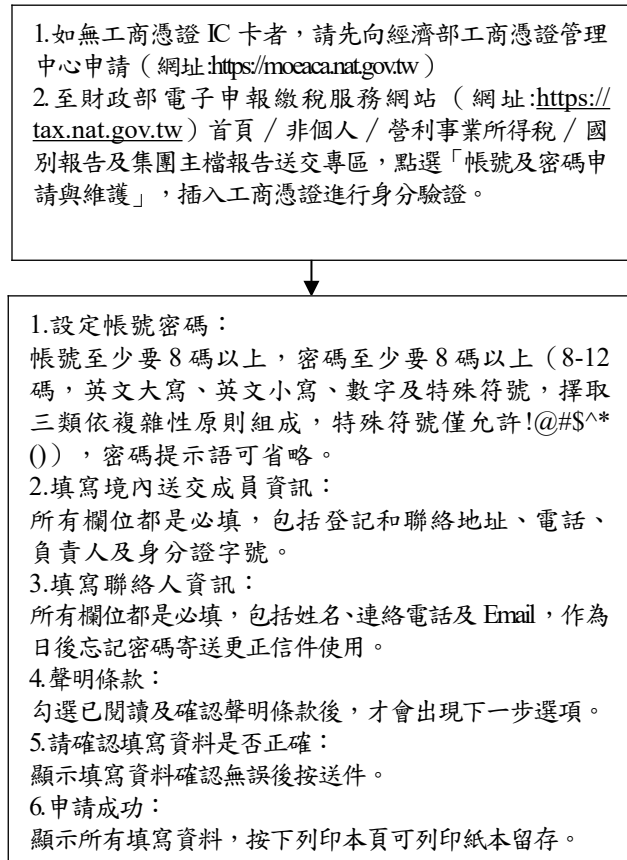 1.如無工商憑證 IC 卡者，請先向經濟部工商憑證管理
中心申請（網址:https://moeaca.nat.gov.tw）
2.至財政部電子申報繳稅服務網站（網址:https://
tax.nat.gov.tw）首頁／非個人／營利事業所得稅／國
別報告及集團主檔報告送交專區，點選「帳號及密碼申
請與維護」，插入工商憑證進行身分驗證。
1.設定帳號密碼：
帳號至少要 8 碼以上，密碼至少要 8 碼以上（8-12
碼，英文大寫、英文小寫、數字及特殊符號，擇取
三類依複雜性原則組成，特殊符號僅允許!@#$^*
()），密碼提示語可省略。
2.填寫境內送交成員資訊：
所有欄位都是必填，包括登記和聯絡地址、電話、
負責人及身分證字號。
3.填寫聯絡人資訊：
所有欄位都是必填，包括姓名、連絡電話及 Email，作為
日後忘記密碼寄送更正信件使用。
4.聲明條款：
勾選已閱讀及確認聲明條款後，才會出現下一步選項。
5.請確認填寫資料是否正確：
顯示填寫資料確認無誤後按送件。
6.申請成功：
顯示所有填寫資料，按下列印本頁可列印紙本留存。